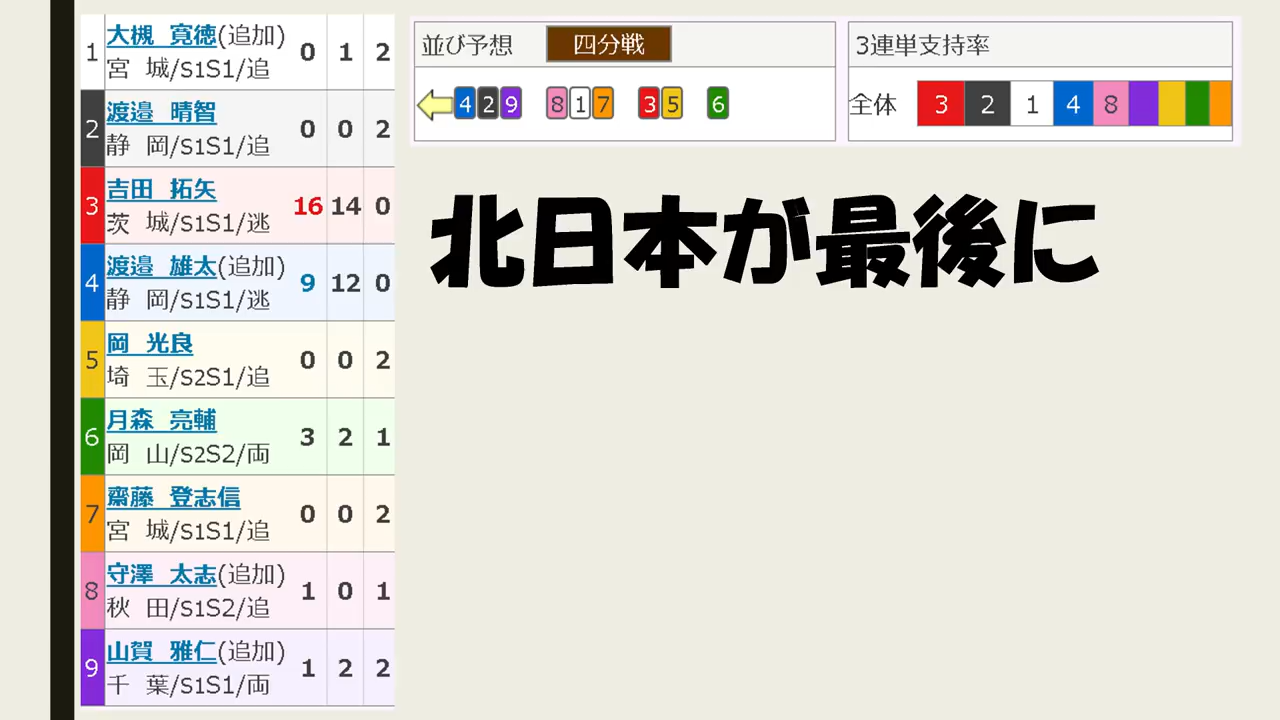 1 大槻 寛徳(追加) 0 1 2
宮 城/S1S1/追
2 渡邉 晴智 0 0 2
静 岡/S1S1/追
3 吉田 拓矢 16 14 0
茨 城/S1S1/逃
4 渡邉 雄太(追加) 9 12 0
静 岡/S1S1/逃
5 岡 光良 0 0 2
埼 玉/S2S1/追
6 月森 亮輔 3 2 1
岡 山/S2S2/両
7 齋藤 登志信 0 0 2
宮 城/S1S1/追
8 守澤 太志(追加) 1 0 1
秋 田/S1S2/追
9 山賀 雅仁(追加) 1 2 2
千 葉/S1S1/両
並び予想 四分戦
4 2 9 8 1 7 3 5 6
3連単支持率
全体 3 2 1 4 8
北日本が最後に